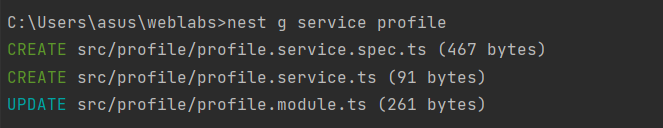 C:\Users\asus\weblabs>nest g service profile
CREATE src/profile/profile.service.spec.ts (467 bytes)
CREATE src/profile/profile.service.ts (91 bytes)
UPDATE src/profile/profile.module.ts (261 bytes)